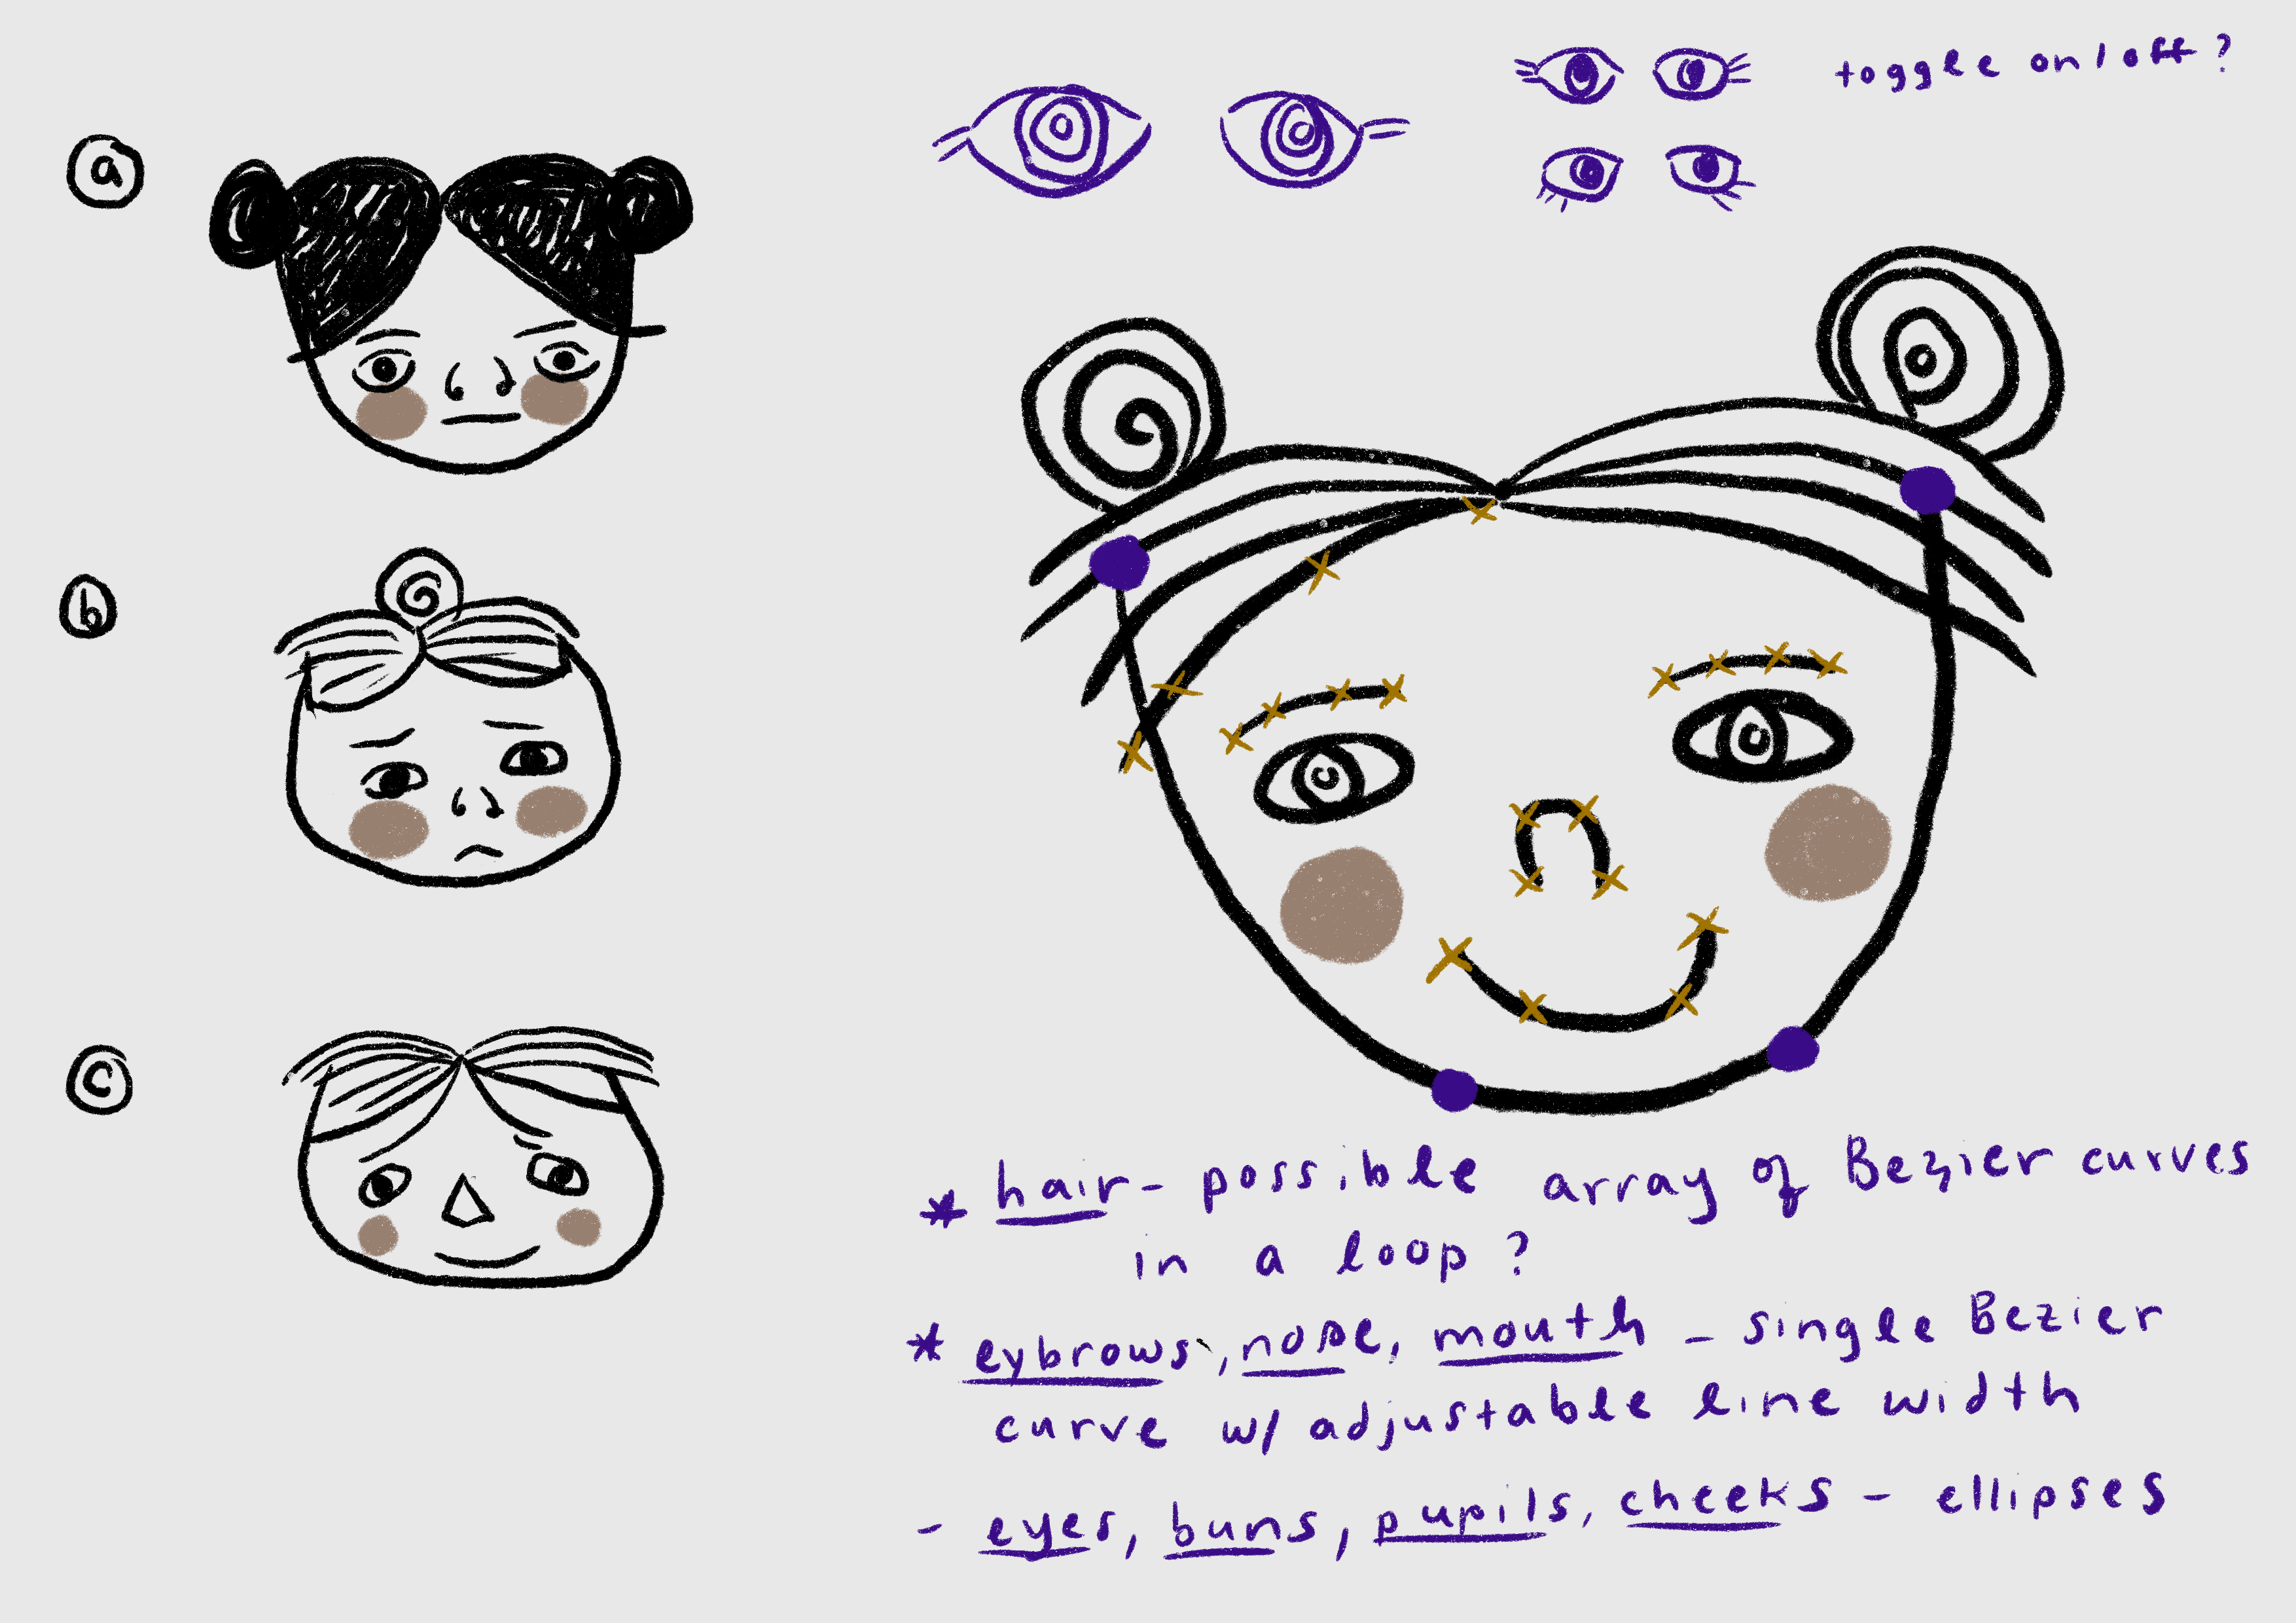 a
toggle on/off?
b
c
* hair - possible array of Bezier curves
in a loop?
* eybrows, nose, mouth - single Bezier
curve w/ adjustable line width
- eyes, buns, pupils, cheeks - ellipses